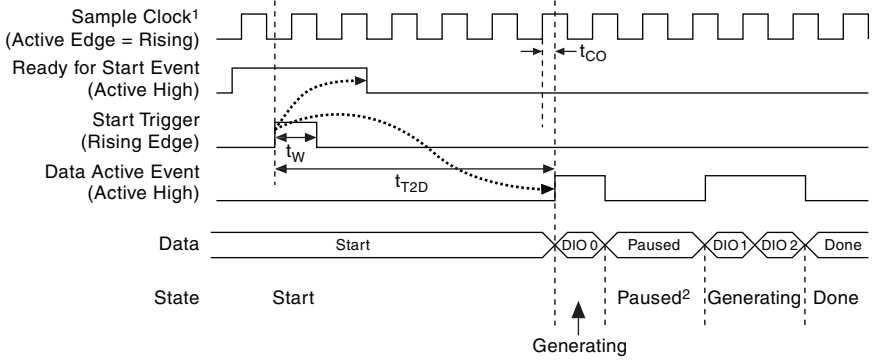 Sample Clock1
(Active Edge = Rising)
tCO
Ready for Start Event
(Active High)
Start Trigger
(Rising Edge)
tW
Data Active Event
(Active High)
tT2D
Data
Start
DIO 0
Paused
DIO 1
DIO 2
Done
State
Start
Paused2
Generating
Done
Generating